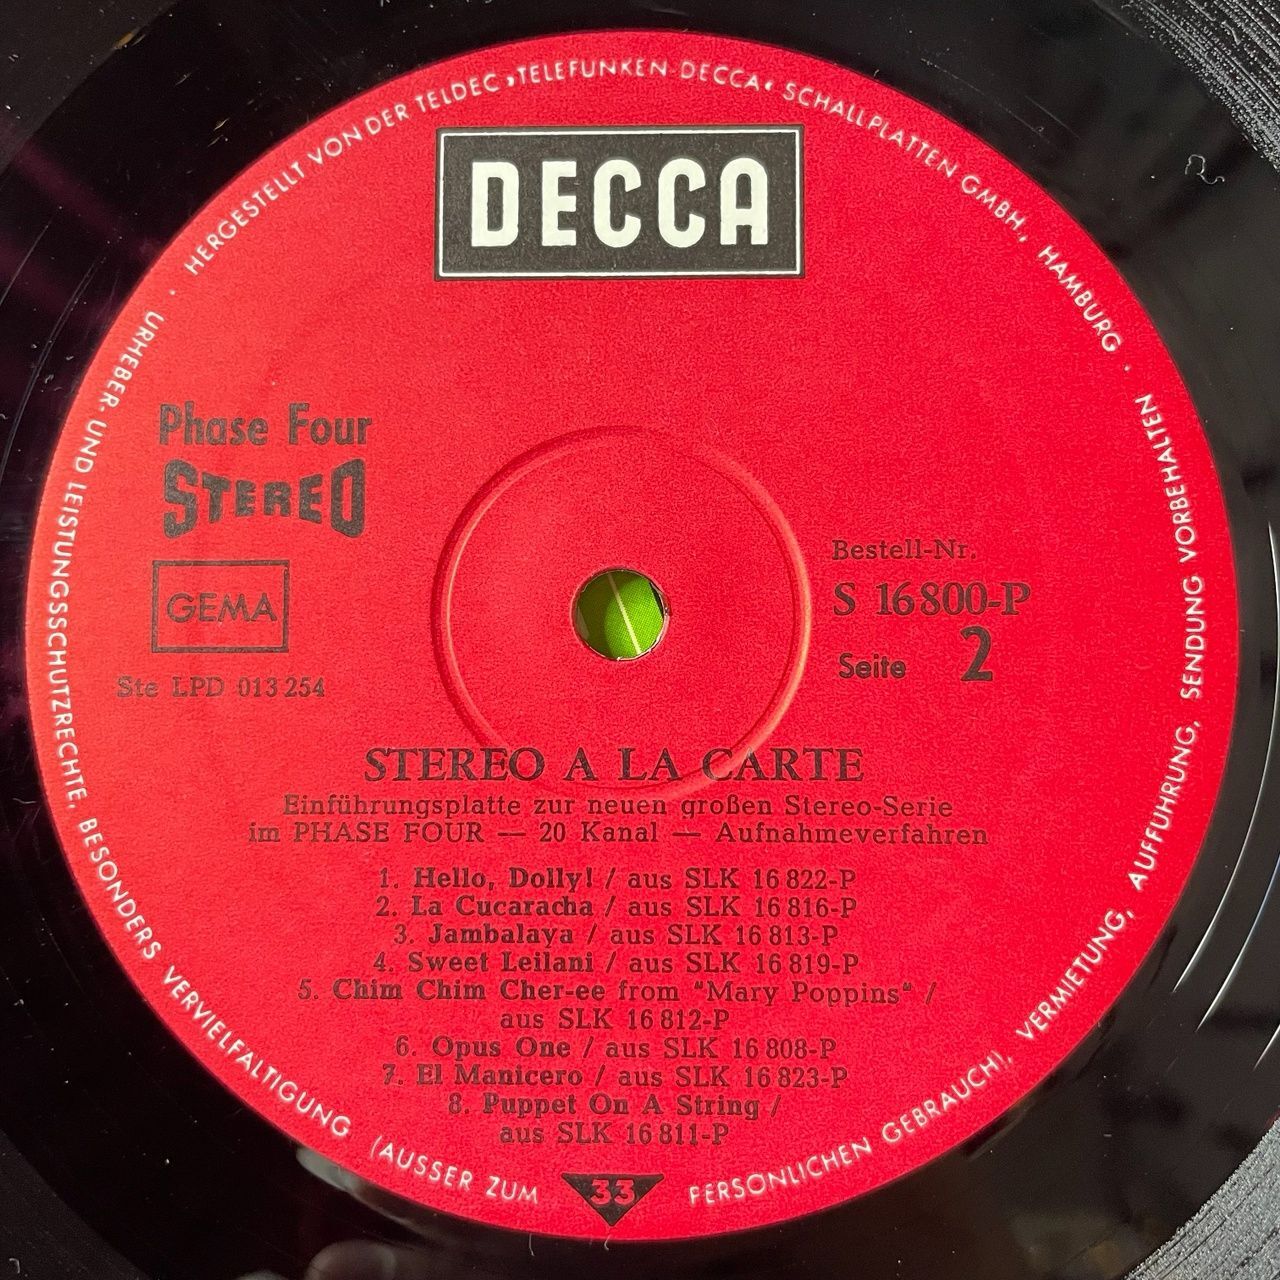 HERGESTELLT VON DER TELDEC »TELEFUNKEN-DECCA« SCHALLPLATTEN GMBH., HAMBURG ·
DECCA
Phase Four
STEREO
GEMA
Ste LPD 013 254
Bestell-Nr.
S 16 800-P
Seite 2
STEREO A LA CARTE
Einführungsplatte zur neuen großen Stereo-Serie
im PHASE FOUR — 20 Kanal — Aufnahmeverfahren
1. Hello, Dolly! / aus SLK 16 822-P
2. La Cucaracha / aus SLK 16 816-P
3. Jambalaya / aus SLK 16 813-P
4. Sweet Leilani / aus SLK 16 819-P
5. Chim Chim Cher-ee from "Mary Poppins" /
aus SLK 16 812-P
6. Opus One / aus SLK 16 808-P
7. El Manicero / aus SLK 16 823-P
8. Puppet On A String /
aus SLK 16 811-P
33
URHEBER- UND LEISTUNGSSCHUTZRECHTE, BESONDERS VERVIELFÄLTIGUNG (AUSSER ZUM PERSÖNLICHEN GEBRAUCH), VERMIETUNG, AUFFÜHRUNG, SENDUNG VORBEHALTEN